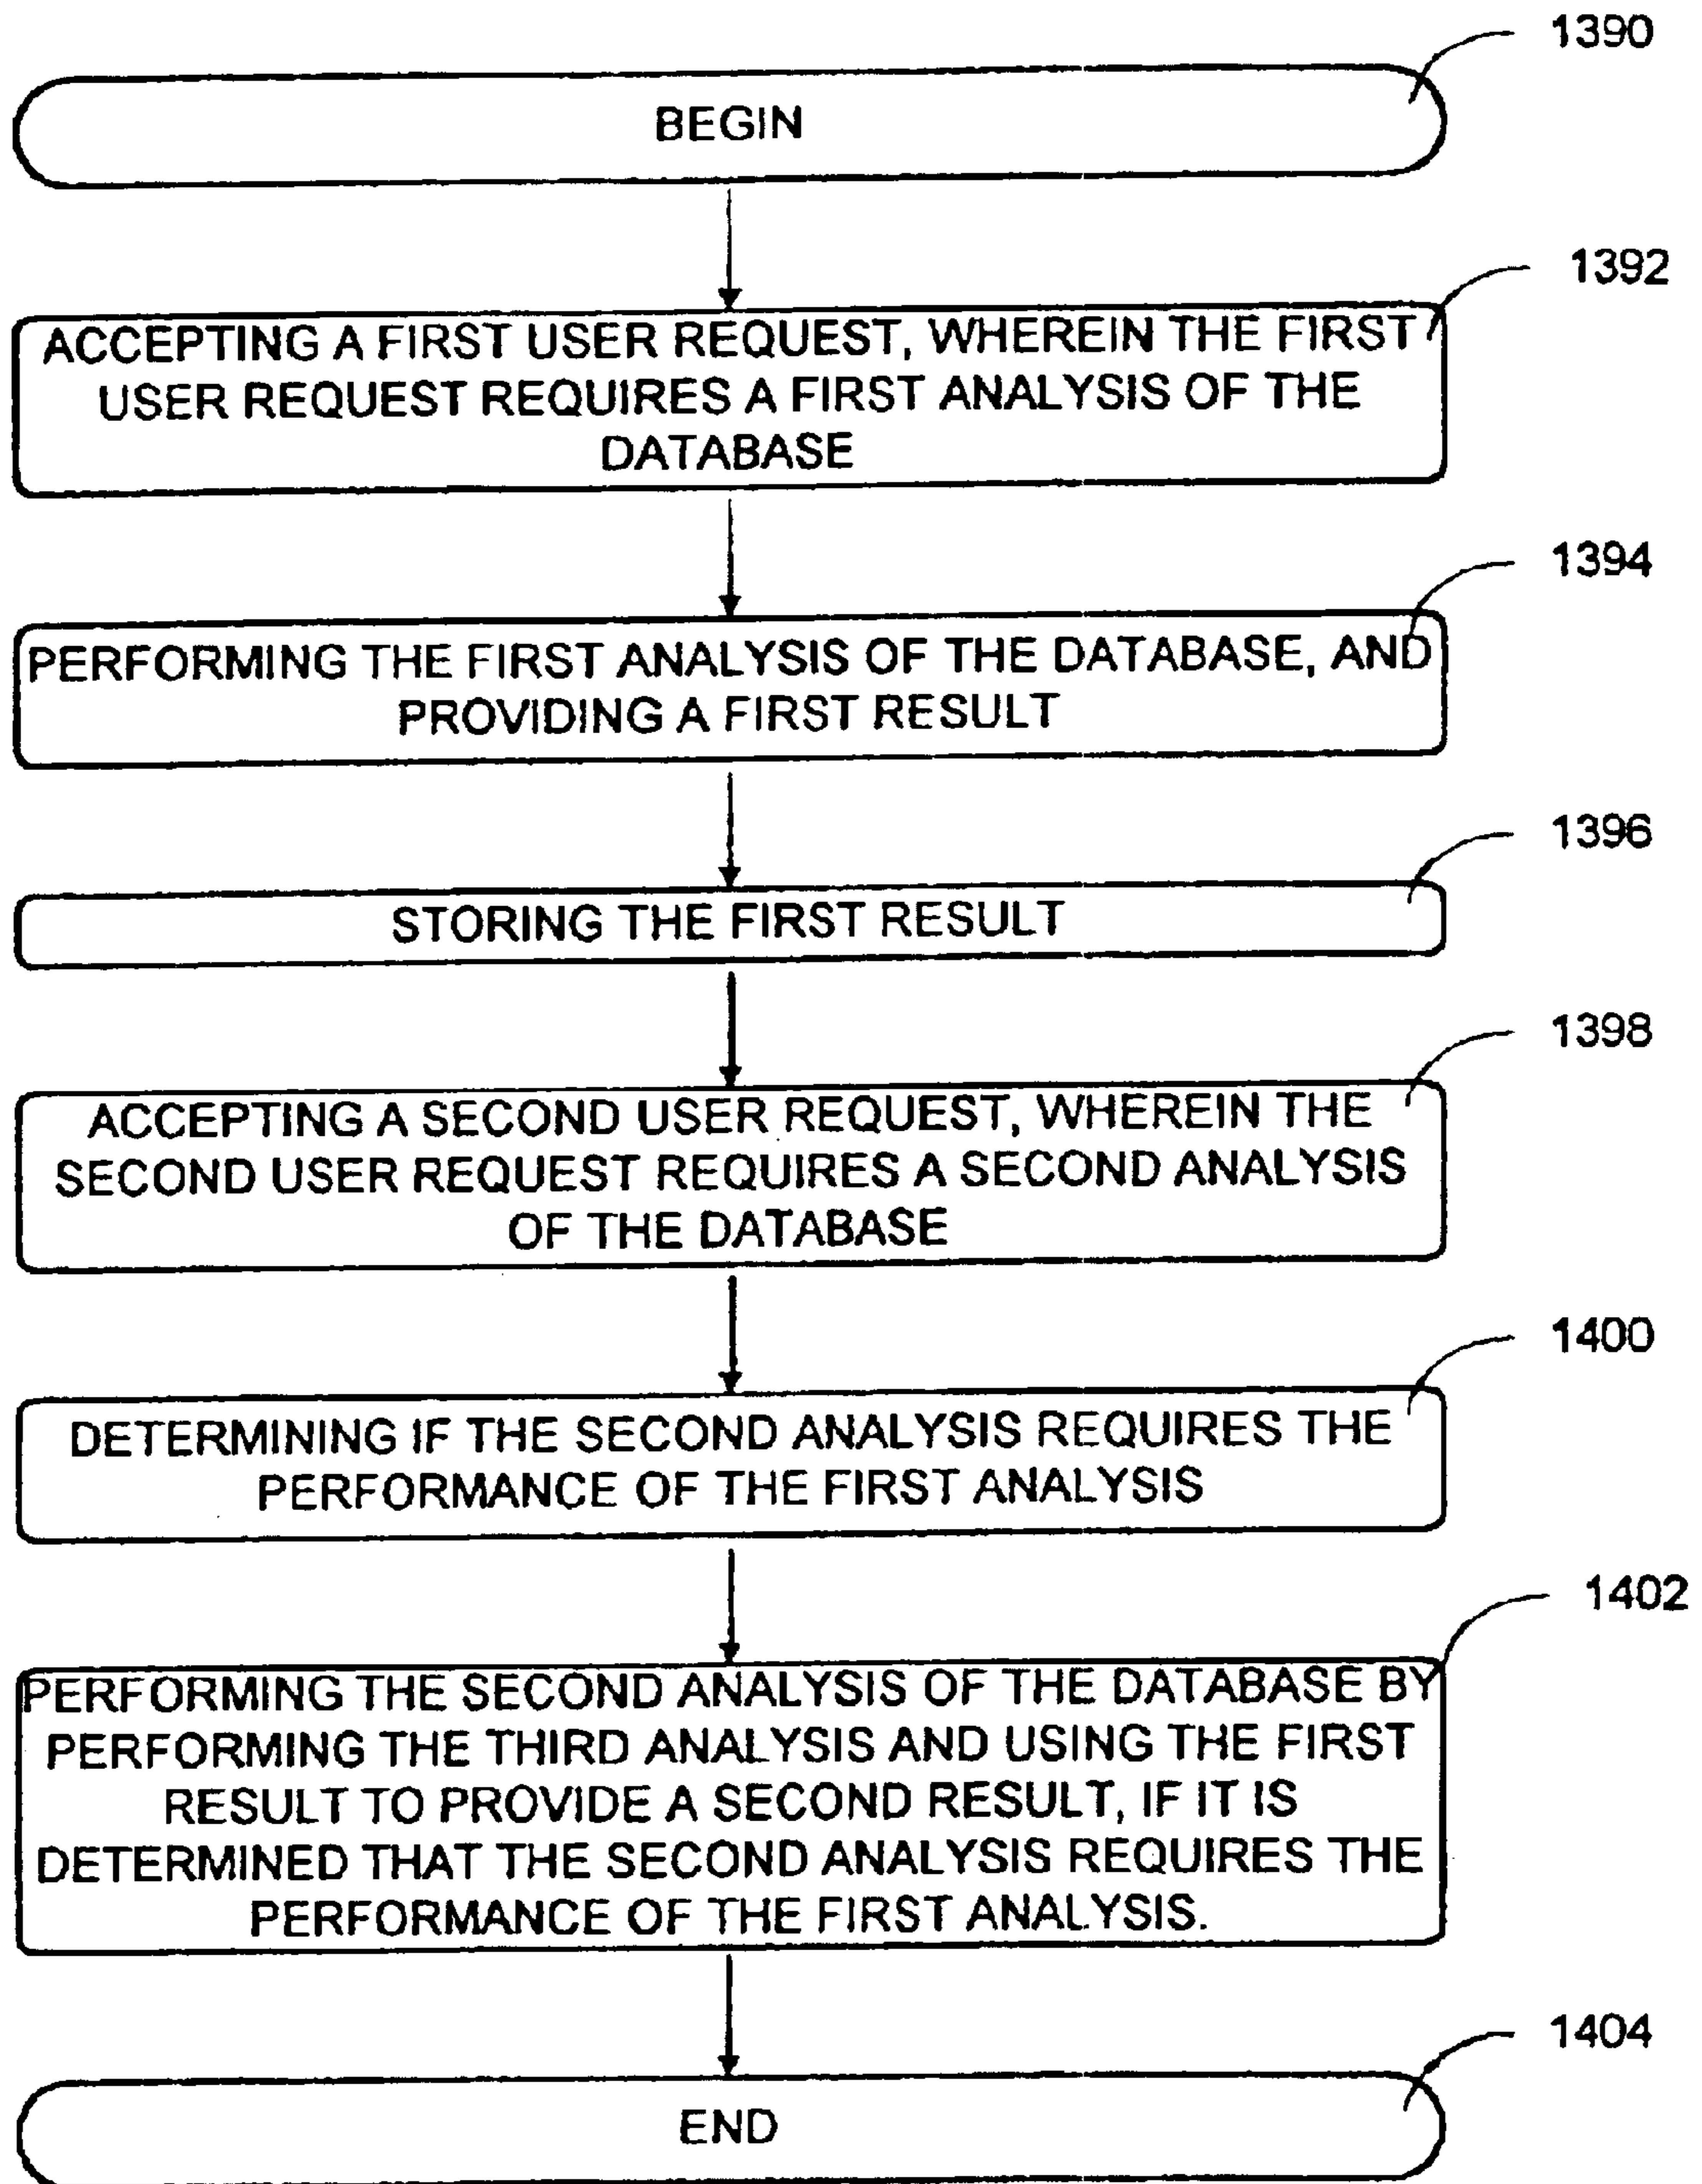 1390
BEGIN
1392
ACCEPTING A FIRST USER REQUEST, WHEREIN THE FIRST
USER REQUEST REQUIRES A FIRST ANALYSIS OF THE
DATABASE
1394
PERFORMING THE FIRST ANALYSIS OF THE DATABASE, AND
PROVIDING A FIRST RESULT
1396
STORING THE FIRST RESULT
1398
ACCEPTING A SECOND USER REQUEST, WHEREIN THE
SECOND USER REQUEST REQUIRES A SECOND ANALYSIS
OF THE DATABASE
1400
DETERMINING IF THE SECOND ANALYSIS REQUIRES THE
PERFORMANCE OF THE FIRST ANALYSIS
1402
PERFORMING THE SECOND ANALYSIS OF THE DATABASE BY
PERFORMING THE THIRD ANALYSIS AND USING THE FIRST
RESULT TO PROVIDE A SECOND RESULT, IF IT IS
DETERMINED THAT THE SECOND ANALYSIS REQUIRES THE
PERFORMANCE OF THE FIRST ANALYSIS.
1404
END